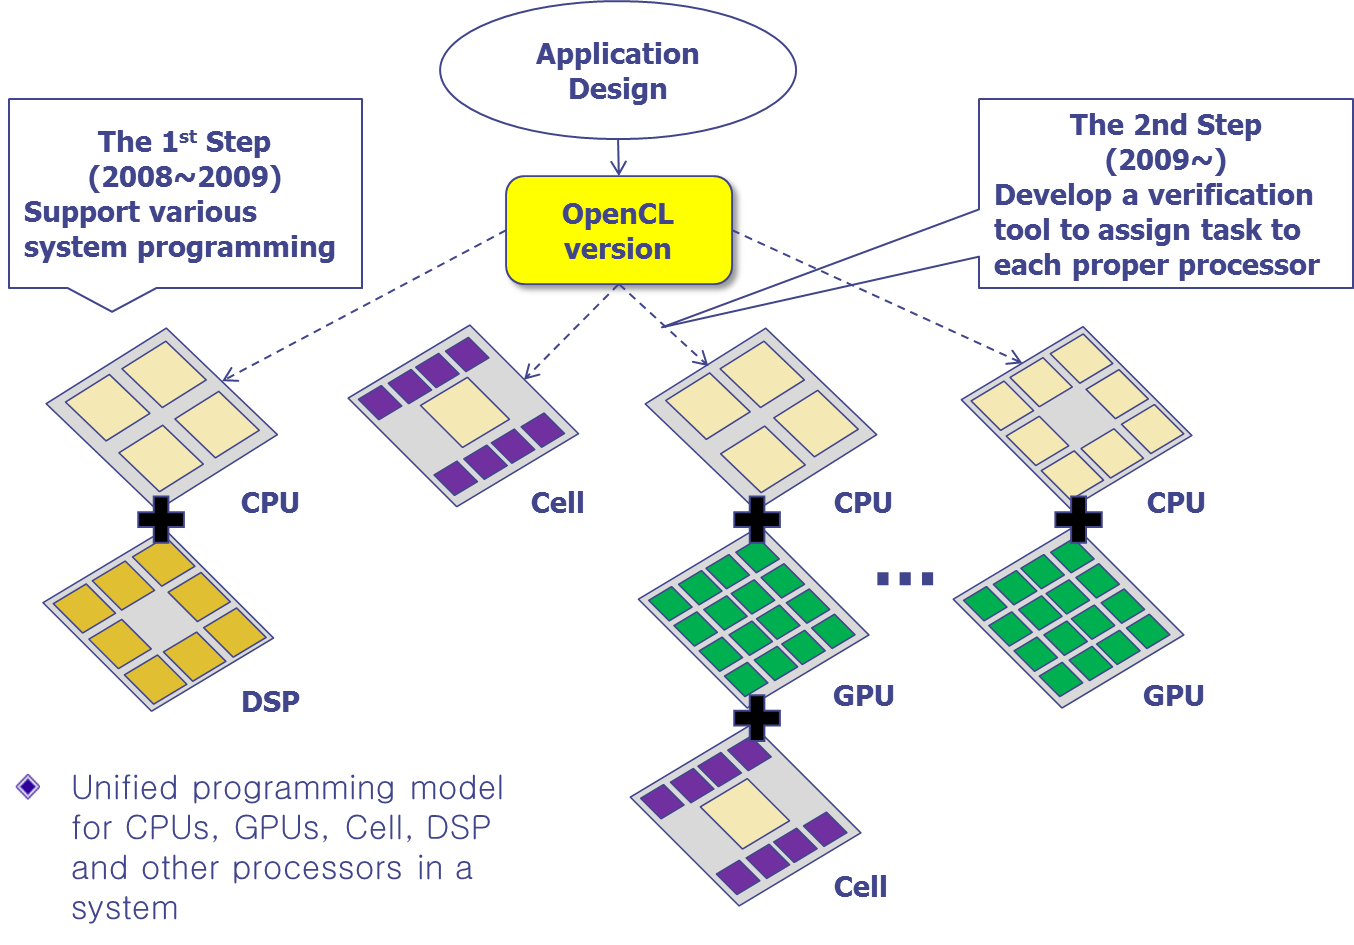 Application
Design
The 1st Step
(2008~2009)
Support various
system programming
The 2nd Step
(2009~)
Develop a verification
tool to assign task to
each proper processor
OpenCL
version
CPU
Cell
CPU
CPU
...
DSP
GPU
GPU
Cell
Unified programming model
for CPUs, GPUs, Cell, DSP
and other processors in a
system